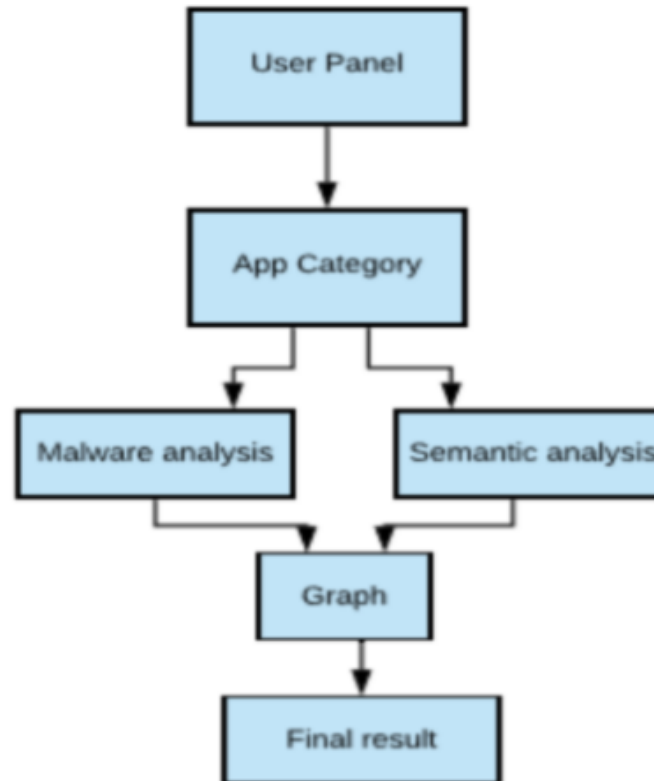 User Panel
App Category
Malware analysis
Semantic analysis
Graph
Final result